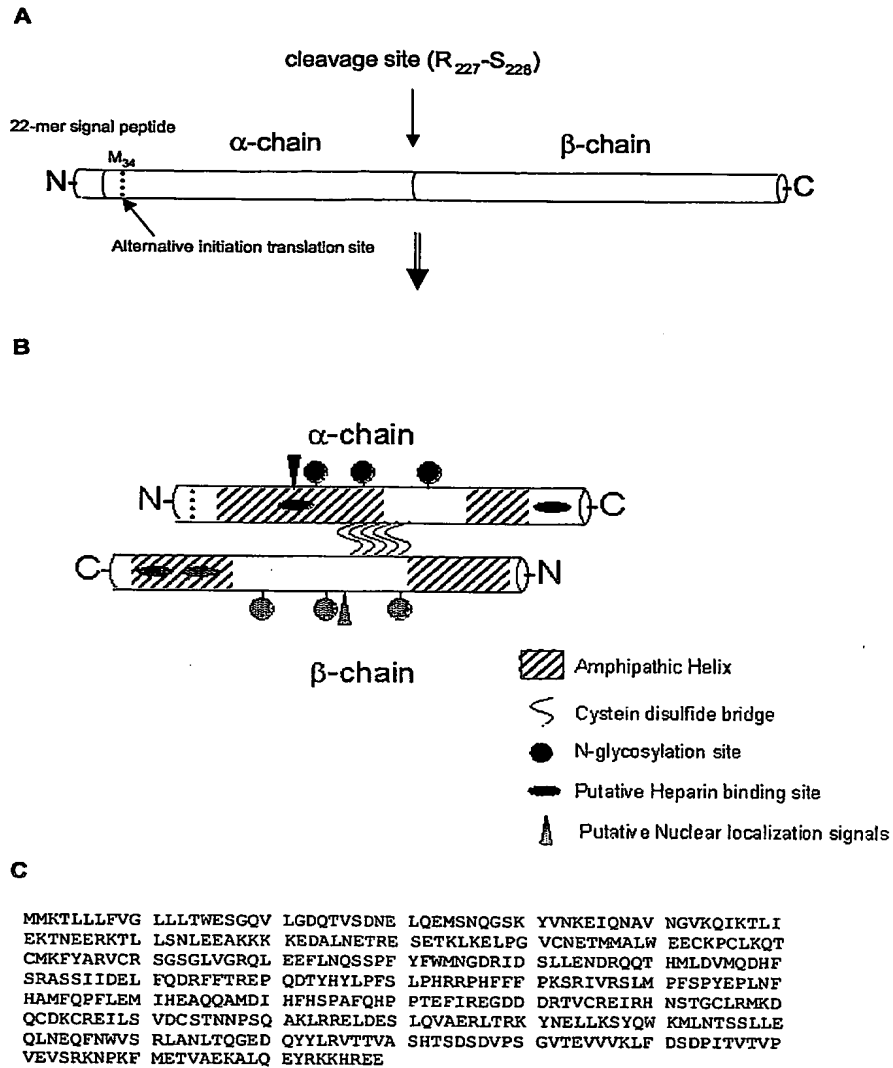 A
cleavage site (R227-S228)
22-mer signal peptide
M34
α-chain
β-chain
N
C
Alternative initiation translation site
B
α-chain
N
C
C
N
β-chain
Amphipathic Helix
Cystein disulfide bridge
N-glycosylation site
Putative Heparin binding site
Putative Nuclear localization signals
C
MMKTLLLFVG LLLTWESGQV LGDQTVSDNE LQEMSNQGSK YVNKEIQNAV NGVKQIKTLI
EKTNEERKTL LSNLEEAKKK KEDALNETRE SETKLKELPG VCNETMMALW EECKPCLKQT
CMKFYARVCR SGSGLVGRQL EEFLNQSSPF YFWMNGDRID SLLENDRQQT HMLDVMQDHF
SRASSIIDEL FQDRFFTREP QDTYHYLPFS LPHRRPHFFF PKSRIVRSLM PFSPYEPLNF
HAMFQPFLEM IHEAQQAMDI HFHSPAFQHP PTEFIREGDD DRTVCREIRH NSTGCLRMKD
QCDKCREILS VDCSTNNPSQ AKLRRELDES LQVAERLTRK YNELLKSYQW KMLNTSSLLE
QLNEQFNWVS RLANLTQGED QYYLRVTTVA SHTSDSDVPS GVTEVVVKLF DSDPITVTVP
VEVSRKNPKF METVAEKALQ EYRKKHREE